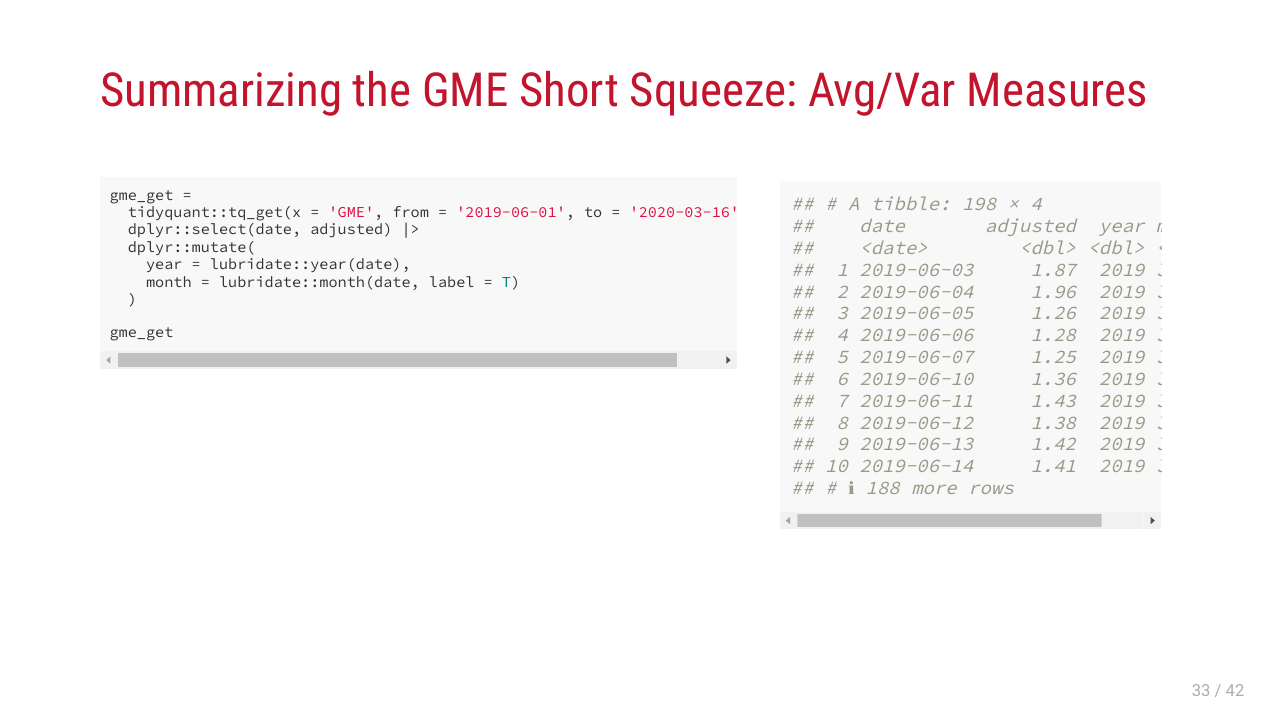 Summarizing the GME Short Squeeze: Avg/Var Measures
gme_get =
  tidyquant::tq_get(x = 'GME', from = '2019-06-01', to = '2020-03-16'
  dplyr::select(date, adjusted) |>
  dplyr::mutate(
    year = lubridate::year(date),
    month = lubridate::month(date, label = T)
  )
gme_get
## # A tibble: 198 × 4
##    date       adjusted  year
##    <date>        <dbl> <dbl>
##  1 2019-06-03     1.87  2019
##  2 2019-06-04     1.96  2019
##  3 2019-06-05     1.26  2019
##  4 2019-06-06     1.28  2019
##  5 2019-06-07     1.25  2019
##  6 2019-06-10     1.36  2019
##  7 2019-06-11     1.43  2019
##  8 2019-06-12     1.38  2019
##  9 2019-06-13     1.42  2019
## 10 2019-06-14     1.41  2019
## # ℹ 188 more rows
33 / 42